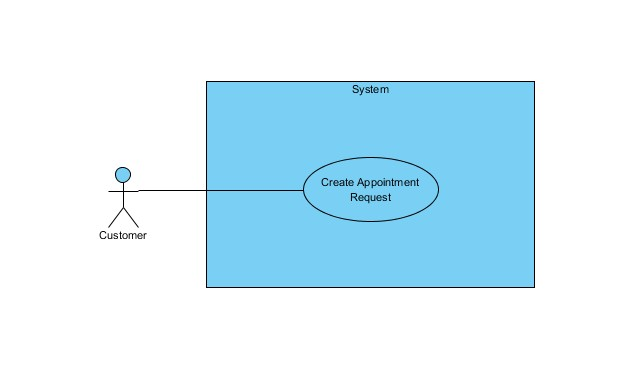 System
Create Appointment
Request
Customer